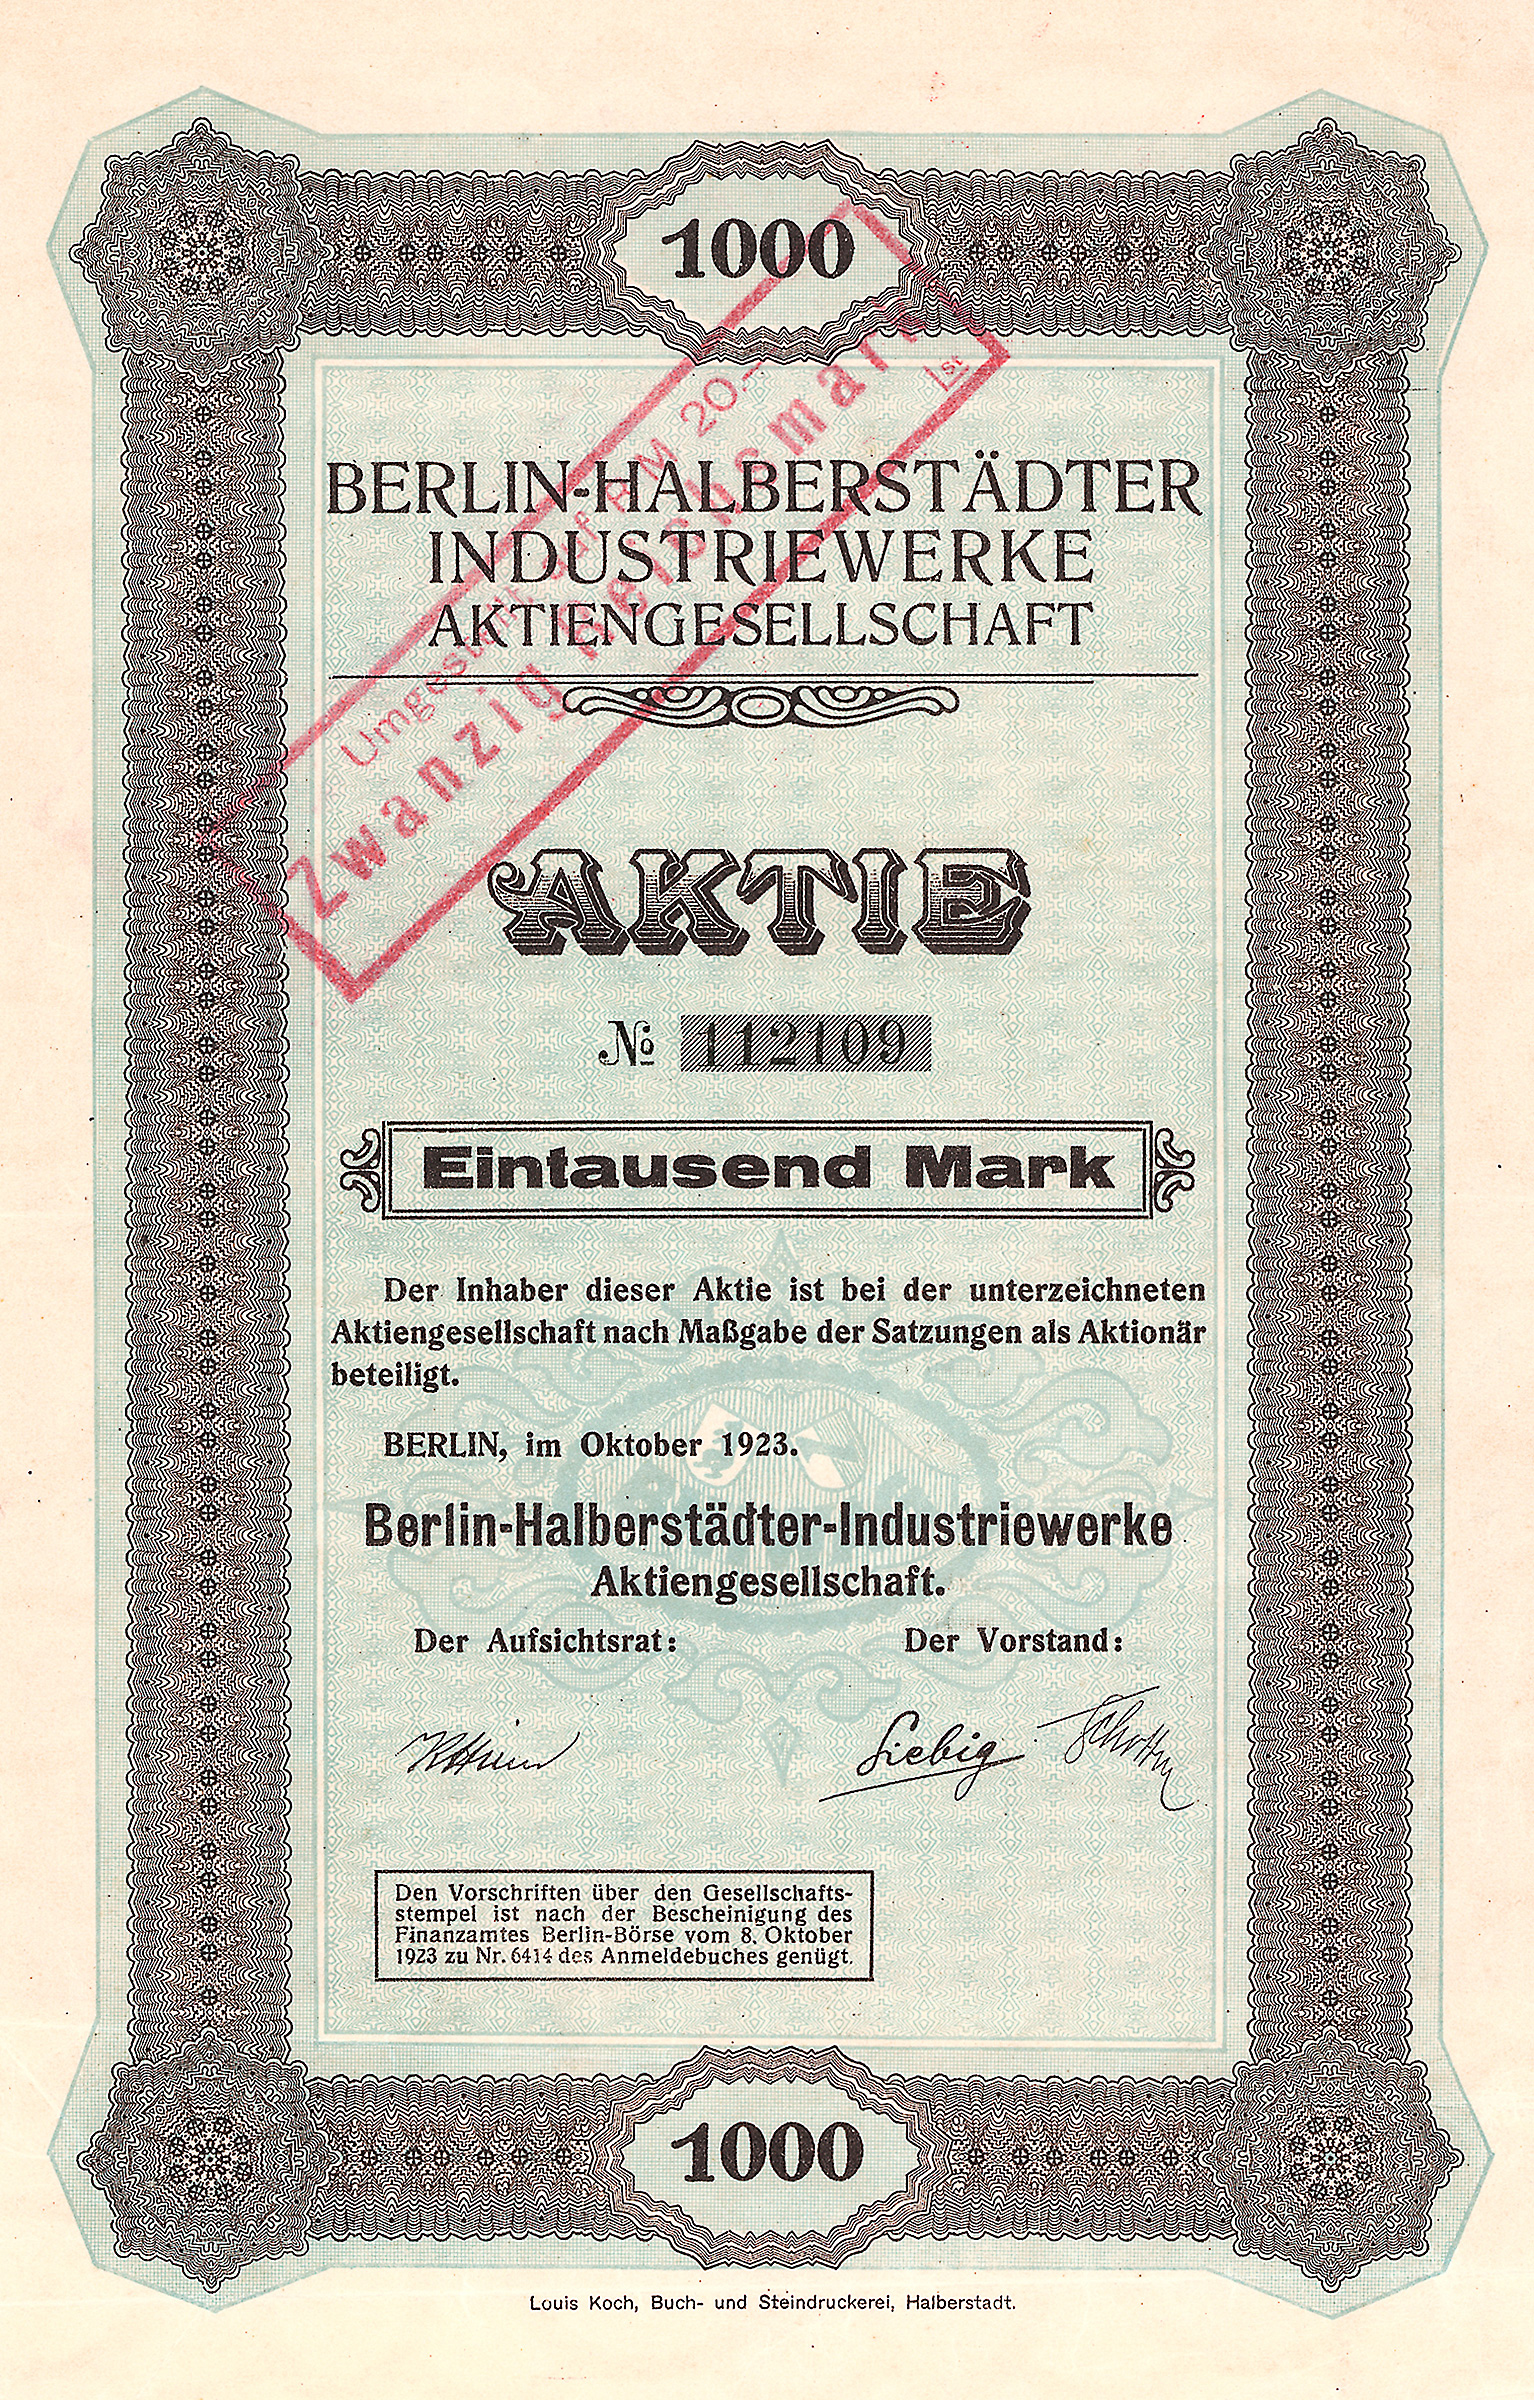 1000
Umgestellt auf RM 20.—
Zwanzig Reichsmark
1st
BERLIN-HALBERSTÄDTER
INDUSTRIEWERKE
AKTIENGESELLSCHAFT
AKTIE
№ 112109
Eintausend Mark
Der Inhaber dieser Aktie ist bei der unterzeichneten
Aktiengesellschaft nach Maßgabe der Satzungen als Aktionär
beteiligt.
BERLIN, im Oktober 1923.
Berlin-Halberstädter-Industriewerke
Aktiengesellschaft.
Der Aufsichtsrat: Der Vorstand:
Liebig
Den Vorschriften über den Gesellschafts-
stempel ist nach der Bescheinigung des
Finanzamtes Berlin-Börse vom 8. Oktober
1923 zu Nr. 6414 des Anmeldebuches genügt.
1000
Louis Koch, Buch- und Steindruckerei, Halberstadt.